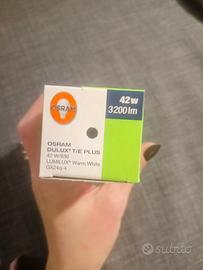 OSRAM
42w
3200lm
OSRAM
DULUX® T/E PLUS
42 W/830
LUMILUX® Warm White
GX24q-4
subito